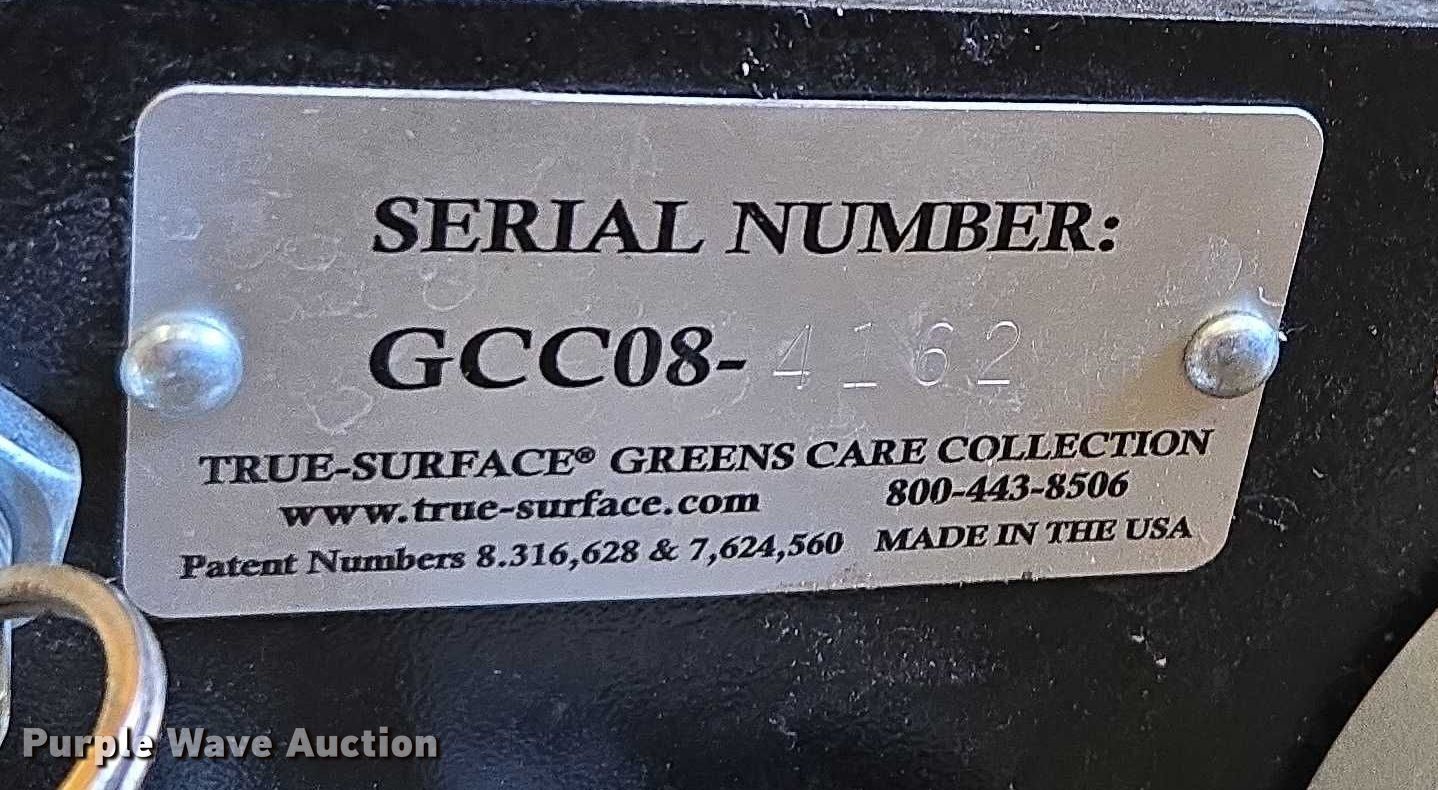 SERIAL NUMBER:
GCC08-4162
TRUE-SURFACE® GREENS CARE COLLECTION
www.true-surface.com 800-443-8506
Patent Numbers 8.316,628 & 7,624,560 MADE IN THE USA
Purple Wave Auction